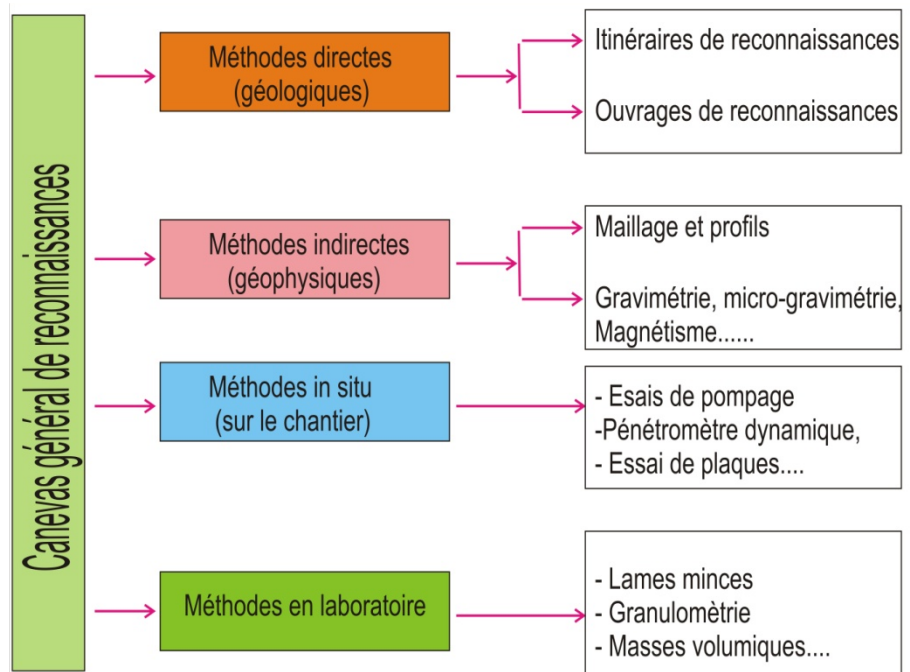 Canevas général de reconnaissances
Méthodes directes
(géologiques)
Itinéraires de reconnaissances
Ouvrages de reconnaissances
Méthodes indirectes
(géophysiques)
Maillage et profils
Gravimétrie, micro-gravimétrie,
Magnétisme......
Méthodes in situ
(sur le chantier)
- Esais de pompage
-Pénétromètre dynamique,
- Essai de plaques....
Méthodes en laboratoire
- Lames minces
- Granulomètrie
- Masses volumiques....